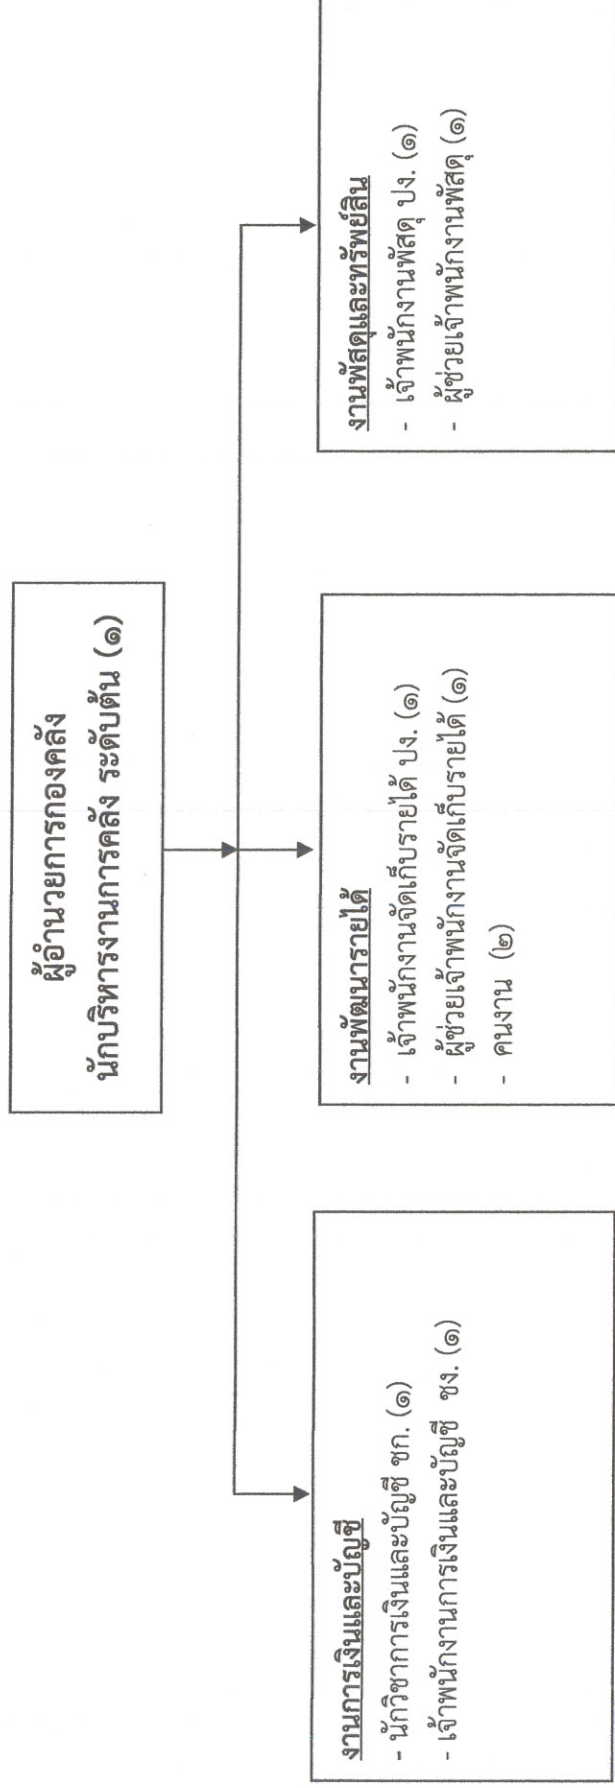 ผู้อำนวยการกองคลัง
นักบริหารงานการคลัง ระดับต้น (๑)
งานการเงินและบัญชี
- นักวิชาการเงินและบัญชี ชก. (๑)
- เจ้าพนักงานการเงินและบัญชี ชง. (๑)
งานพัฒนารายได้
- เจ้าพนักงานจัดเก็บรายได้ ปง. (๑)
- ผู้ช่วยเจ้าพนักงานจัดเก็บรายได้ (๑)
- คนงาน (๒)
งานพัสดุและทรัพย์สิน
- เจ้าพนักงานพัสดุ ปง. (๑)
- ผู้ช่วยเจ้าพนักงานพัสดุ (๑)